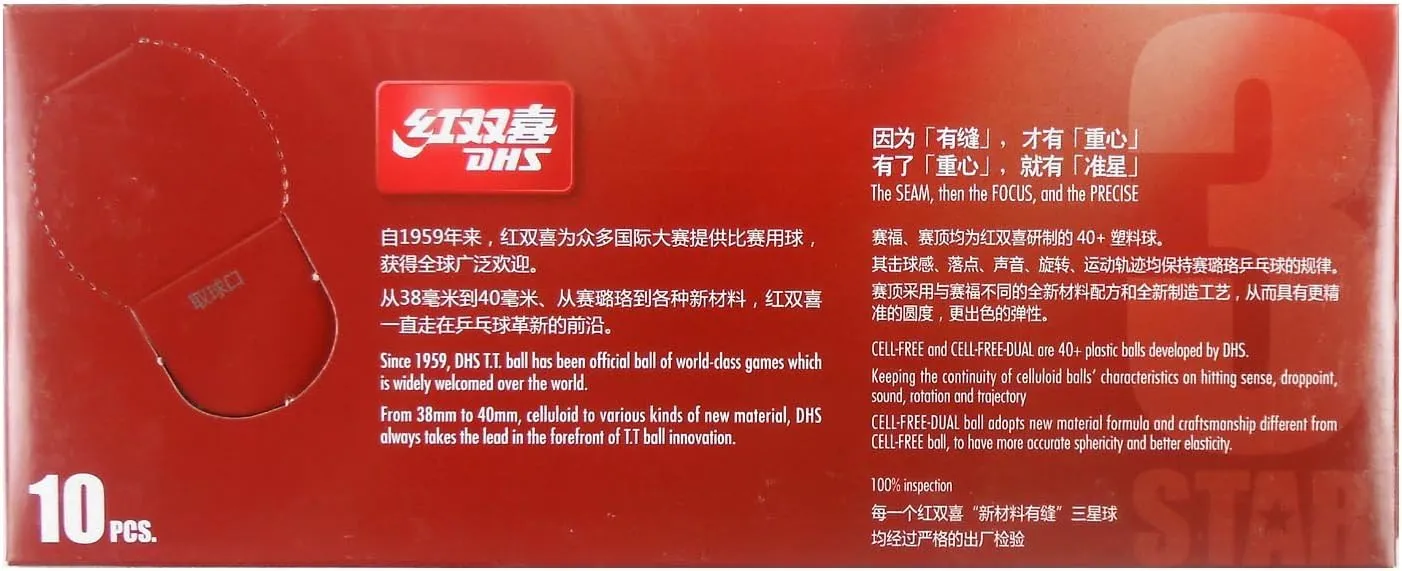 取球口
10 PCS.
红双喜
DHS
自1959年来，红双喜为众多国际大赛提供比赛用球，
获得全球广泛欢迎。
从38毫米到40毫米、从赛璐珞到各种新材料，红双喜
一直走在乒乓球革新的前沿。
Since 1959, DHS T.T. ball has been official ball of world-class games which
is widely welcomed over the world.
From 38mm to 40mm, celluloid to various kinds of new material, DHS
always takes the lead in the forefront of T.T ball innovation.
因为「有缝」，才有「重心」
有了「重心」，就有「准星」
The SEAM, then the FOCUS, and the PRECISE
赛福、赛顶均为红双喜研制的 40+ 塑料球。
其击球感、落点、声音、旋转、运动轨迹均保持赛璐珞乒乓球的规律。
赛顶采用与赛福不同的全新材料配方和全新制造工艺，从而具有更精
准的圆度，更出色的弹性。
CELL-FREE and CELL-FREE-DUAL are 40+ plastic balls developed by DHS.
Keeping the continuity of celluloid balls' characteristics on hitting sense, droppoint,
sound, rotation and trajectory
CELL-FREE-DUAL ball adopts new material formula and craftsmanship different from
CELL-FREE ball, to have more accurate sphericity and better elasticity.
100% inspection
每一个红双喜“新材料有缝”三星球
均经过严格的出厂检验
3
STAR